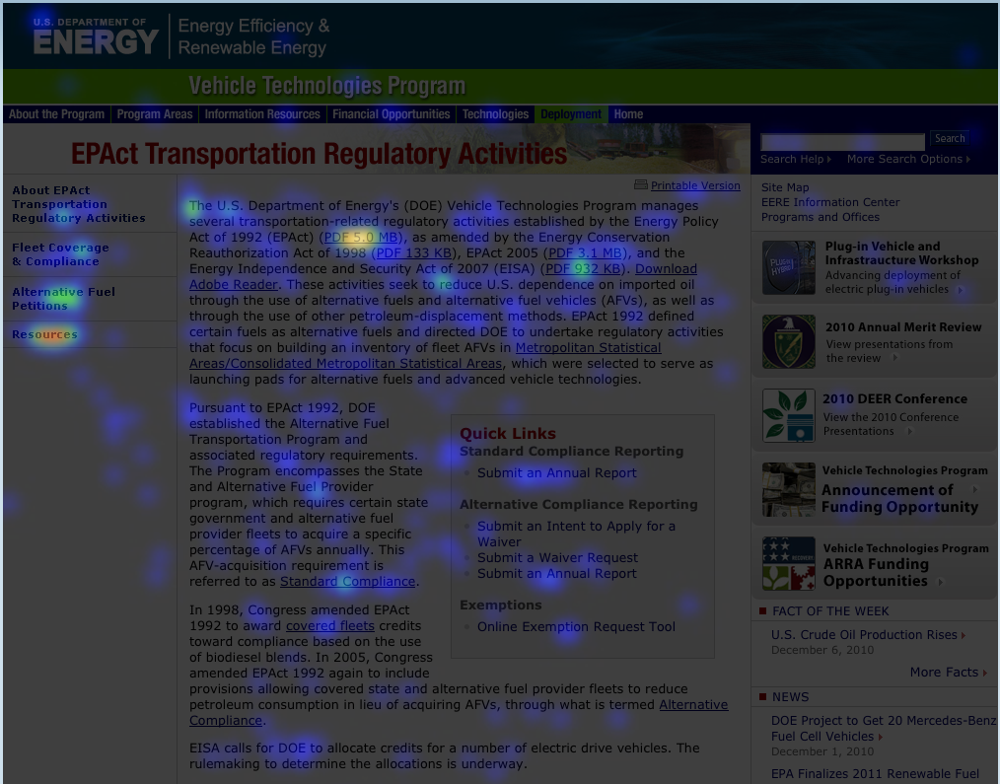 U.S. DEPARTMENT OF
ENERGY
Energy Efficiency &
Renewable Energy
Vehicle Technologies Program
About the Program
Program Areas
Information Resources
Financial Opportunities
Technologies
Deployment
Home
EPAct Transportation Regulatory Activities
Search
Search Help
More Search Options
Printable Version
About EPAct
Transportation
Regulatory Activities
Fleet Coverage
& Compliance
Alternative Fuel
Petitions
Resources
The U.S. Department of Energy's (DOE) Vehicle Technologies Program manages
several transportation-related regulatory activities established by the Energy Policy
Act of 1992 (EPAct) (PDF 5.0 MB), as amended by the Energy Conservation
Reauthorization Act of 1998 (PDF 133 KB), EPAct 2005 (PDF 3.1 MB), and the
Energy Independence and Security Act of 2007 (EISA) (PDF 932 KB). Download
Adobe Reader. These activities seek to reduce U.S. dependence on imported oil
through the use of alternative fuels and alternative fuel vehicles (AFVs), as well as
through the use of other petroleum-displacement methods. EPAct 1992 defined
certain fuels as alternative fuels and directed DOE to undertake regulatory activities
that focus on building an inventory of fleet AFVs in Metropolitan Statistical
Areas/Consolidated Metropolitan Statistical Areas, which were selected to serve as
launching pads for alternative fuels and advanced vehicle technologies.
Pursuant to EPAct 1992, DOE
established the Alternative Fuel
Transportation Program and
associated regulatory requirements.
The Program encompasses the State
and Alternative Fuel Provider
program, which requires certain state
government and alternative fuel
provider fleets to acquire a specific
percentage of AFVs annually. This
AFV-acquisition requirement is
referred to as Standard Compliance.
In 1998, Congress amended EPAct
1992 to award covered fleets credits
toward compliance based on the use
of biodiesel blends. In 2005, Congress
amended EPAct 1992 again to include
provisions allowing covered state and alternative fuel provider fleets to reduce
petroleum consumption in lieu of acquiring AFVs, through what is termed Alternative
Compliance.
EISA calls for DOE to allocate credits for a number of electric drive vehicles. The
rulemaking to determine the allocations is underway.
Quick Links
Standard Compliance Reporting
Submit an Annual Report
Alternative Compliance Reporting
Submit an Intent to Apply for a
Waiver
Submit a Waiver Request
Submit an Annual Report
Exemptions
Online Exemption Request Tool
Site Map
EERE Information Center
Programs and Offices
Plug-in Vehicle and
Infrastraucture Workshop
Advancing deployment of
electric plug-in vehicles
2010 Annual Merit Review
View presentations from
the review
2010 DEER Conference
View the 2010 Conference
Presentations
Vehicle Technologies Program
Announcement of
Funding Opportunity
Vehicle Technologies Program
ARRA Funding
Opportunities
FACT OF THE WEEK
U.S. Crude Oil Production Rises
December 6, 2010
More Facts
NEWS
DOE Project to Get 20 Mercedes-Benz
Fuel Cell Vehicles
December 1, 2010
EPA Finalizes 2011 Renewable Fuel